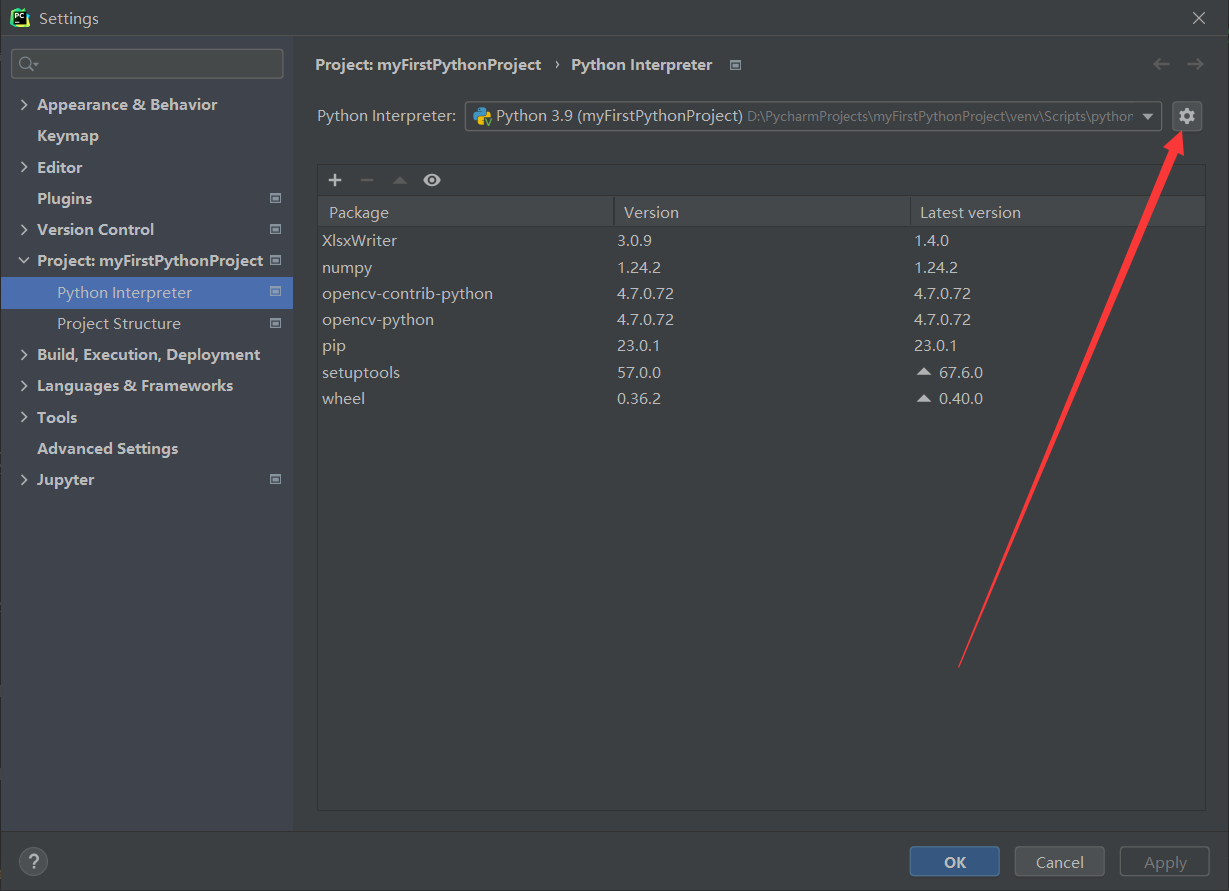 Settings
Appearance & Behavior
Keymap
Editor
Plugins
Version Control
Project: myFirstPythonProject
Python Interpreter
Project Structure
Build, Execution, Deployment
Languages & Frameworks
Tools
Advanced Settings
Jupyter
Project: myFirstPythonProject › Python Interpreter
Python Interpreter: Python 3.9 (myFirstPythonProject) D:\PycharmProjects\myFirstPythonProject\venv\Scripts\python
Package Version Latest version
XlsxWriter 3.0.9 1.4.0
numpy 1.24.2 1.24.2
opencv-contrib-python 4.7.0.72 4.7.0.72
opencv-python 4.7.0.72 4.7.0.72
pip 23.0.1 23.0.1
setuptools 57.0.0 67.6.0
wheel 0.36.2 0.40.0
? OK Cancel Apply